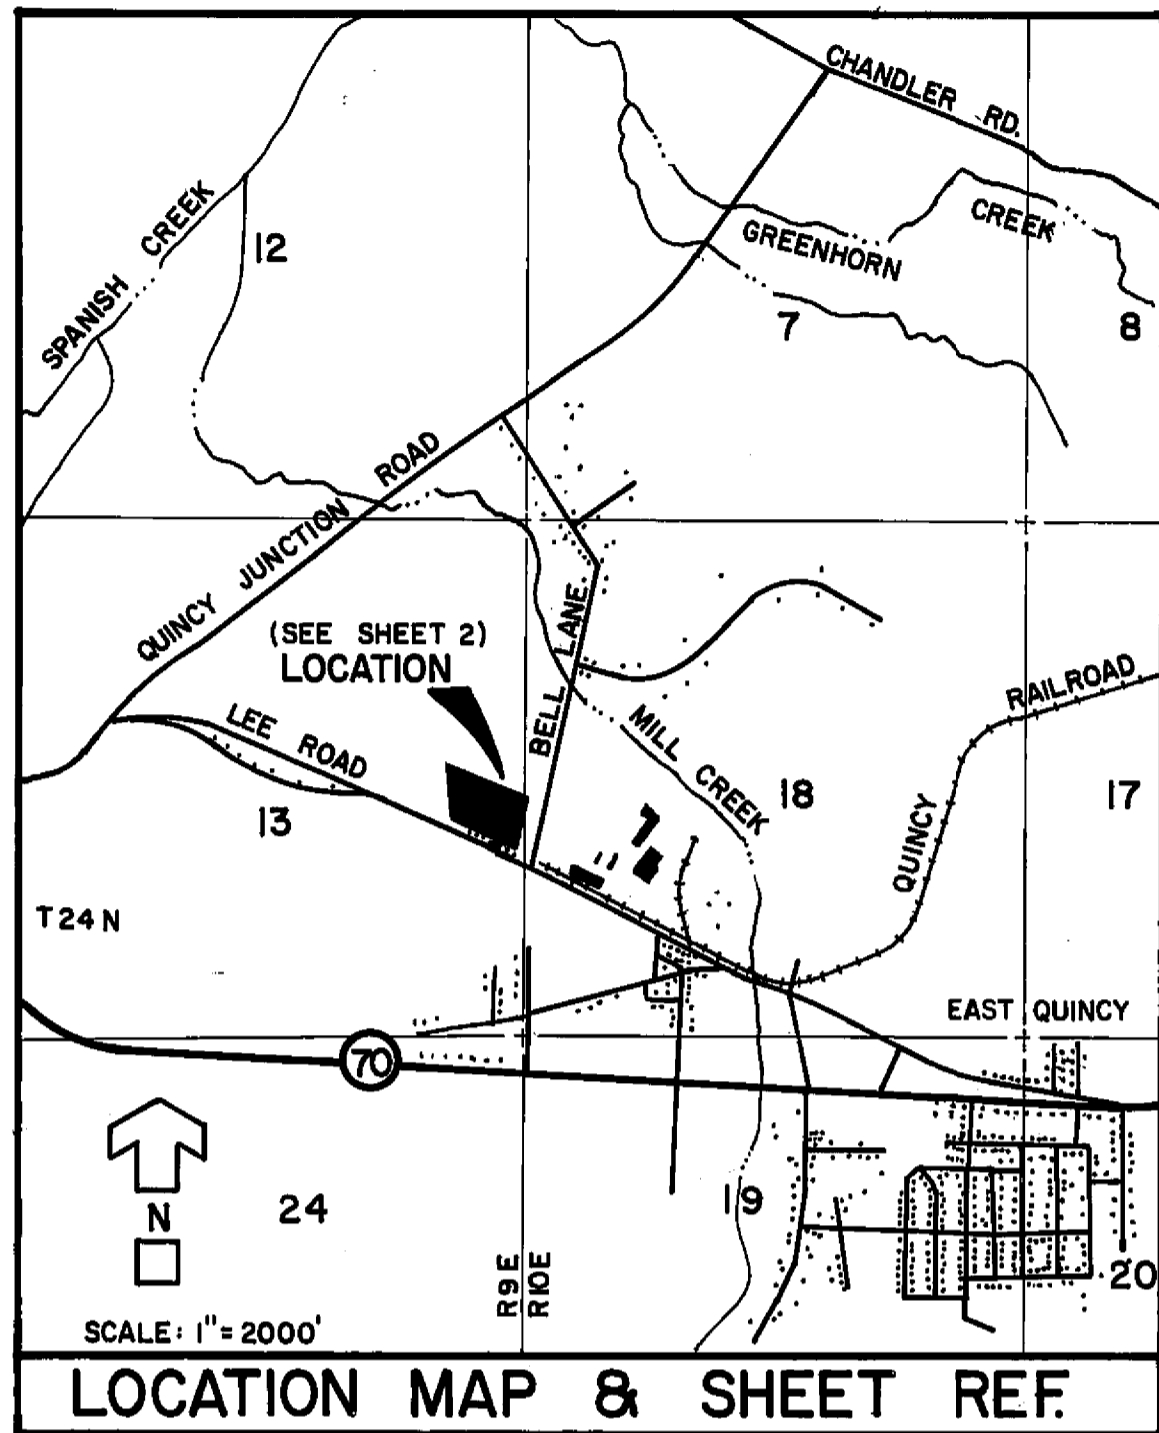 CHANDLER RD.
SPANISH CREEK
12
GREENHORN CREEK
7
8
QUINCY JUNCTION ROAD
(SEE SHEET 2)
LOCATION
BELL LANE
LEE ROAD
MILL CREEK
QUINCY RAILROAD
13
18
17
7
T24N
EAST QUINCY
70
N
24
19
20
R9E
R10E
SCALE: 1"=2000'
LOCATION MAP & SHEET REF.